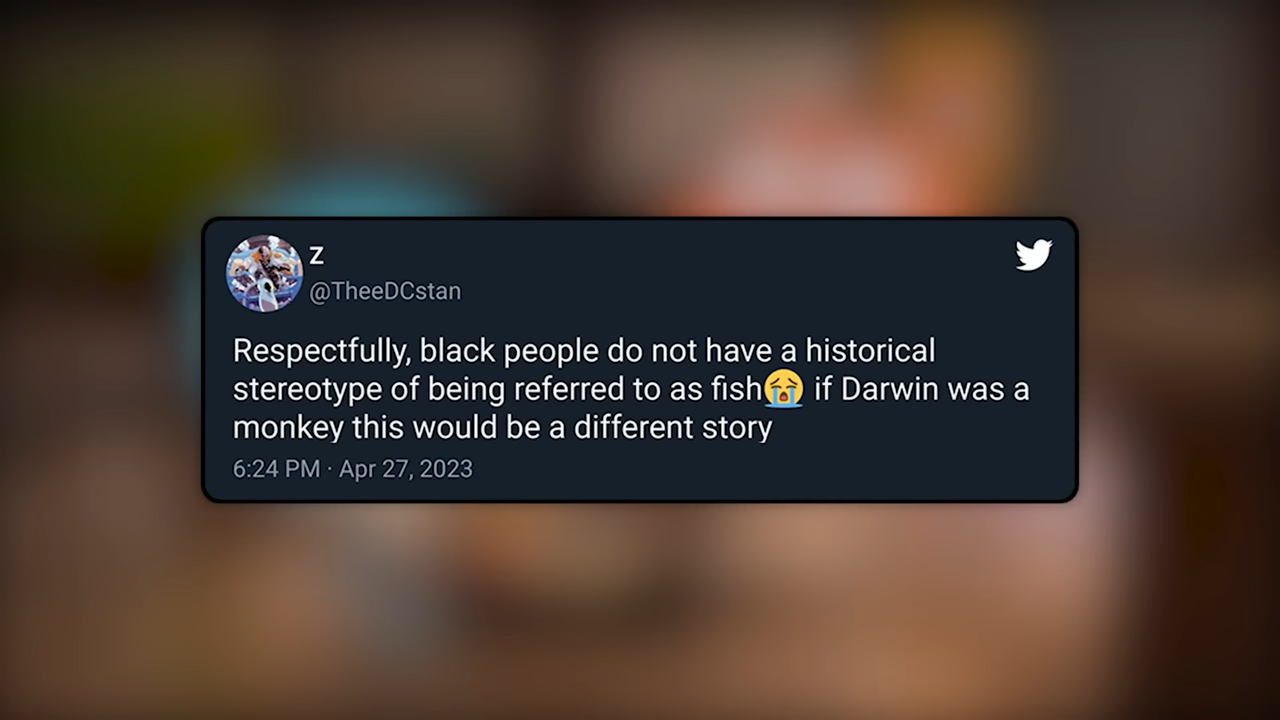 Z
@TheeDCstan
Respectfully, black people do not have a historical
stereotype of being referred to as fish😭 if Darwin was a
monkey this would be a different story
6:24 PM · Apr 27, 2023